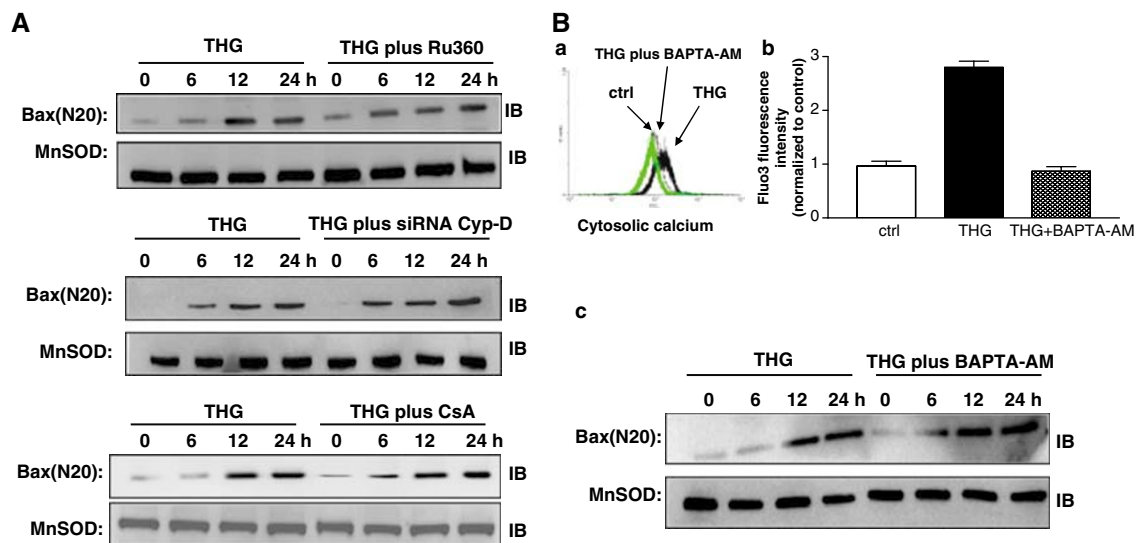 A
THG
THG plus Ru360
0 6 12 24 h 0 6 12 24 h
Bax(N20):
IB
MnSOD:
IB
THG
THG plus siRNA Cyp-D
0 6 12 24 h 0 6 12 24 h
Bax(N20):
IB
MnSOD:
IB
THG
THG plus CsA
0 6 12 24 h 0 6 12 24 h
Bax(N20):
IB
MnSOD:
IB
B
a
THG plus BAPTA-AM
ctrl
THG
Cytosolic calcium
b
Fluo3 fluorescence
intensity
(normalized to control)
3
2
1
0
ctrl
THG
THG+BAPTA-AM
c
THG
THG plus BAPTA-AM
0 6 12 24 h 0 6 12 24 h
Bax(N20):
IB
MnSOD:
IB